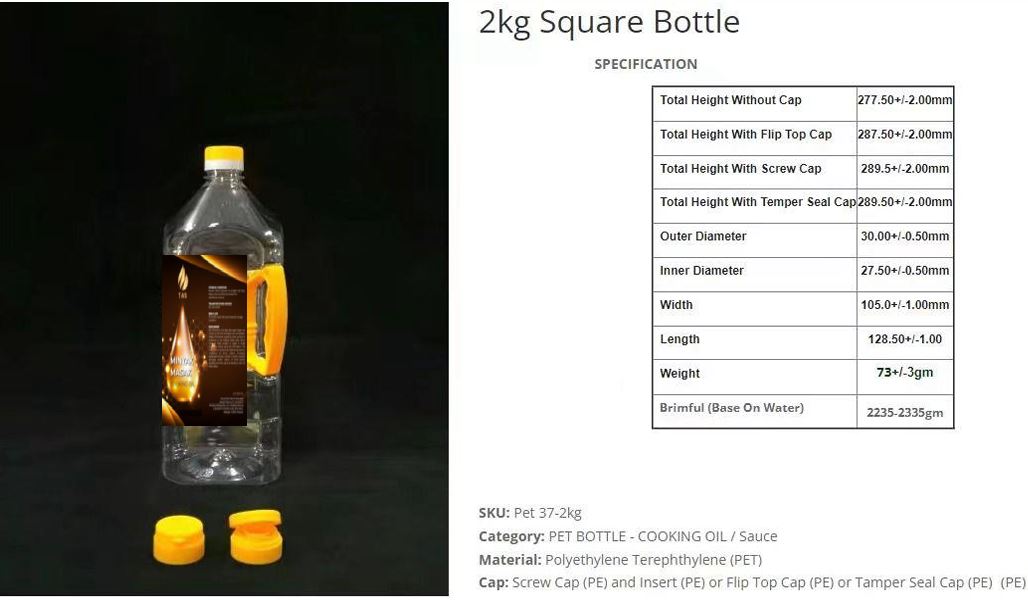 2kg Square Bottle
SPECIFICATION
Total Height Without Cap 277.50+/-2.00mm
Total Height With Flip Top Cap 287.50+/-2.00mm
Total Height With Screw Cap 289.5+/-2.00mm
Total Height With Temper Seal Cap 289.50+/-2.00mm
Outer Diameter 30.00+/-0.50mm
Inner Diameter 27.50+/-0.50mm
Width 105.0+/-1.00mm
Length 128.50+/-1.00
Weight 73+/-3gm
Brimful (Base On Water) 2235-2335gm
MINYAK
MASAK
SKU: Pet 37-2kg
Category: PET BOTTLE - COOKING OIL / Sauce
Material: Polyethylene Terephthylene (PET)
Cap: Screw Cap (PE) and Insert (PE) or Flip Top Cap (PE) or Tamper Seal Cap (PE) (PE)